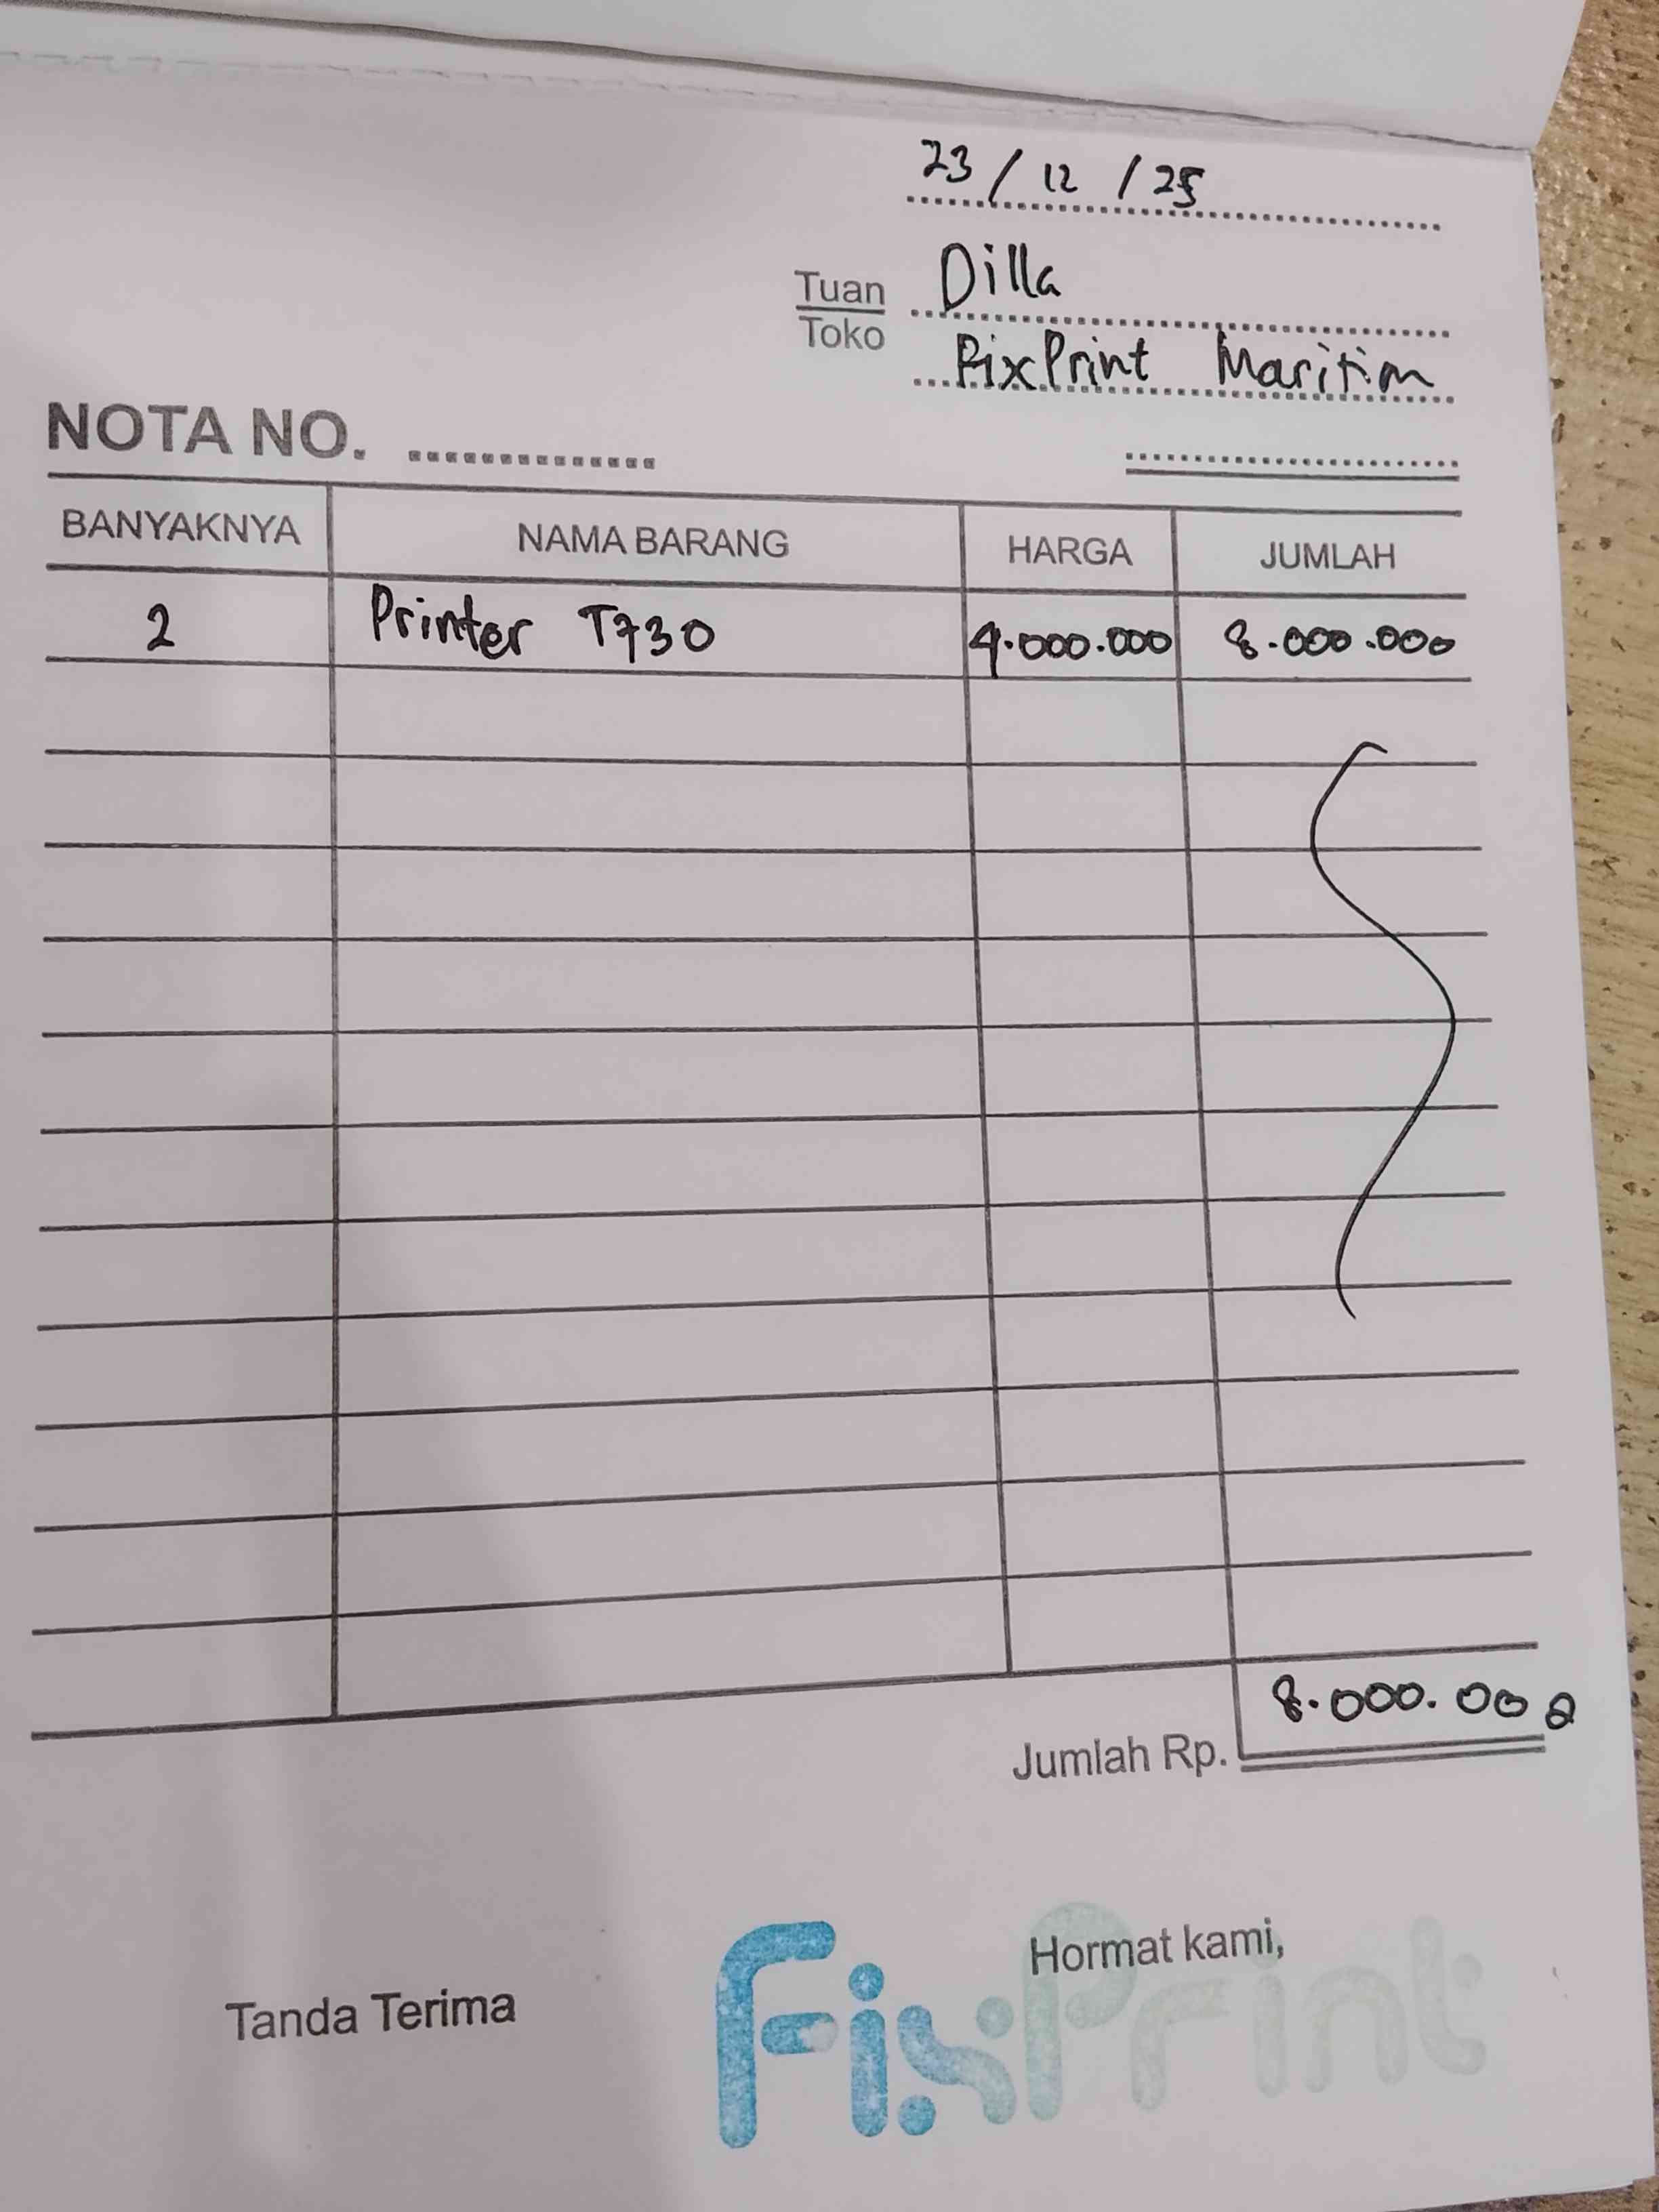 23/12/25
Tuan Dilla
Toko FixPrint Maritim
NOTA NO. ..............
BANYAKNYA NAMA BARANG HARGA JUMLAH
2 Printer T730 4.000.000 8.000.000
8.000.000
Jumlah Rp.
Hormat kami,
Tanda Terima
FixPrint